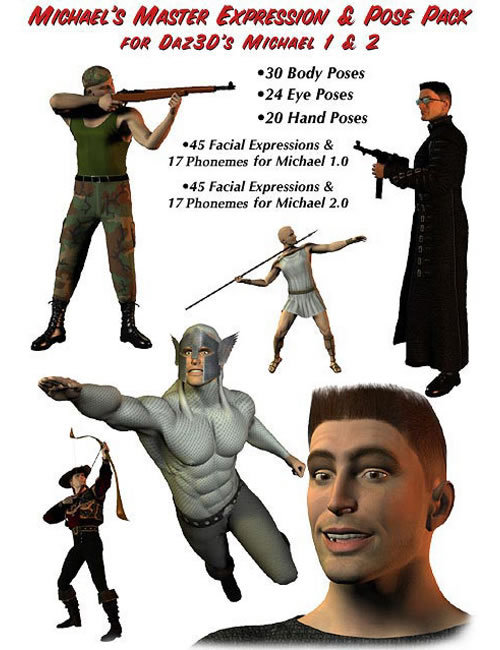 Michael's Master Expression & Pose Pack
for Daz3D's Michael 1 & 2
•30 Body Poses
•24 Eye Poses
•20 Hand Poses
•45 Facial Expressions &
17 Phonemes for Michael 1.0
•45 Facial Expressions &
17 Phonemes for Michael 2.0